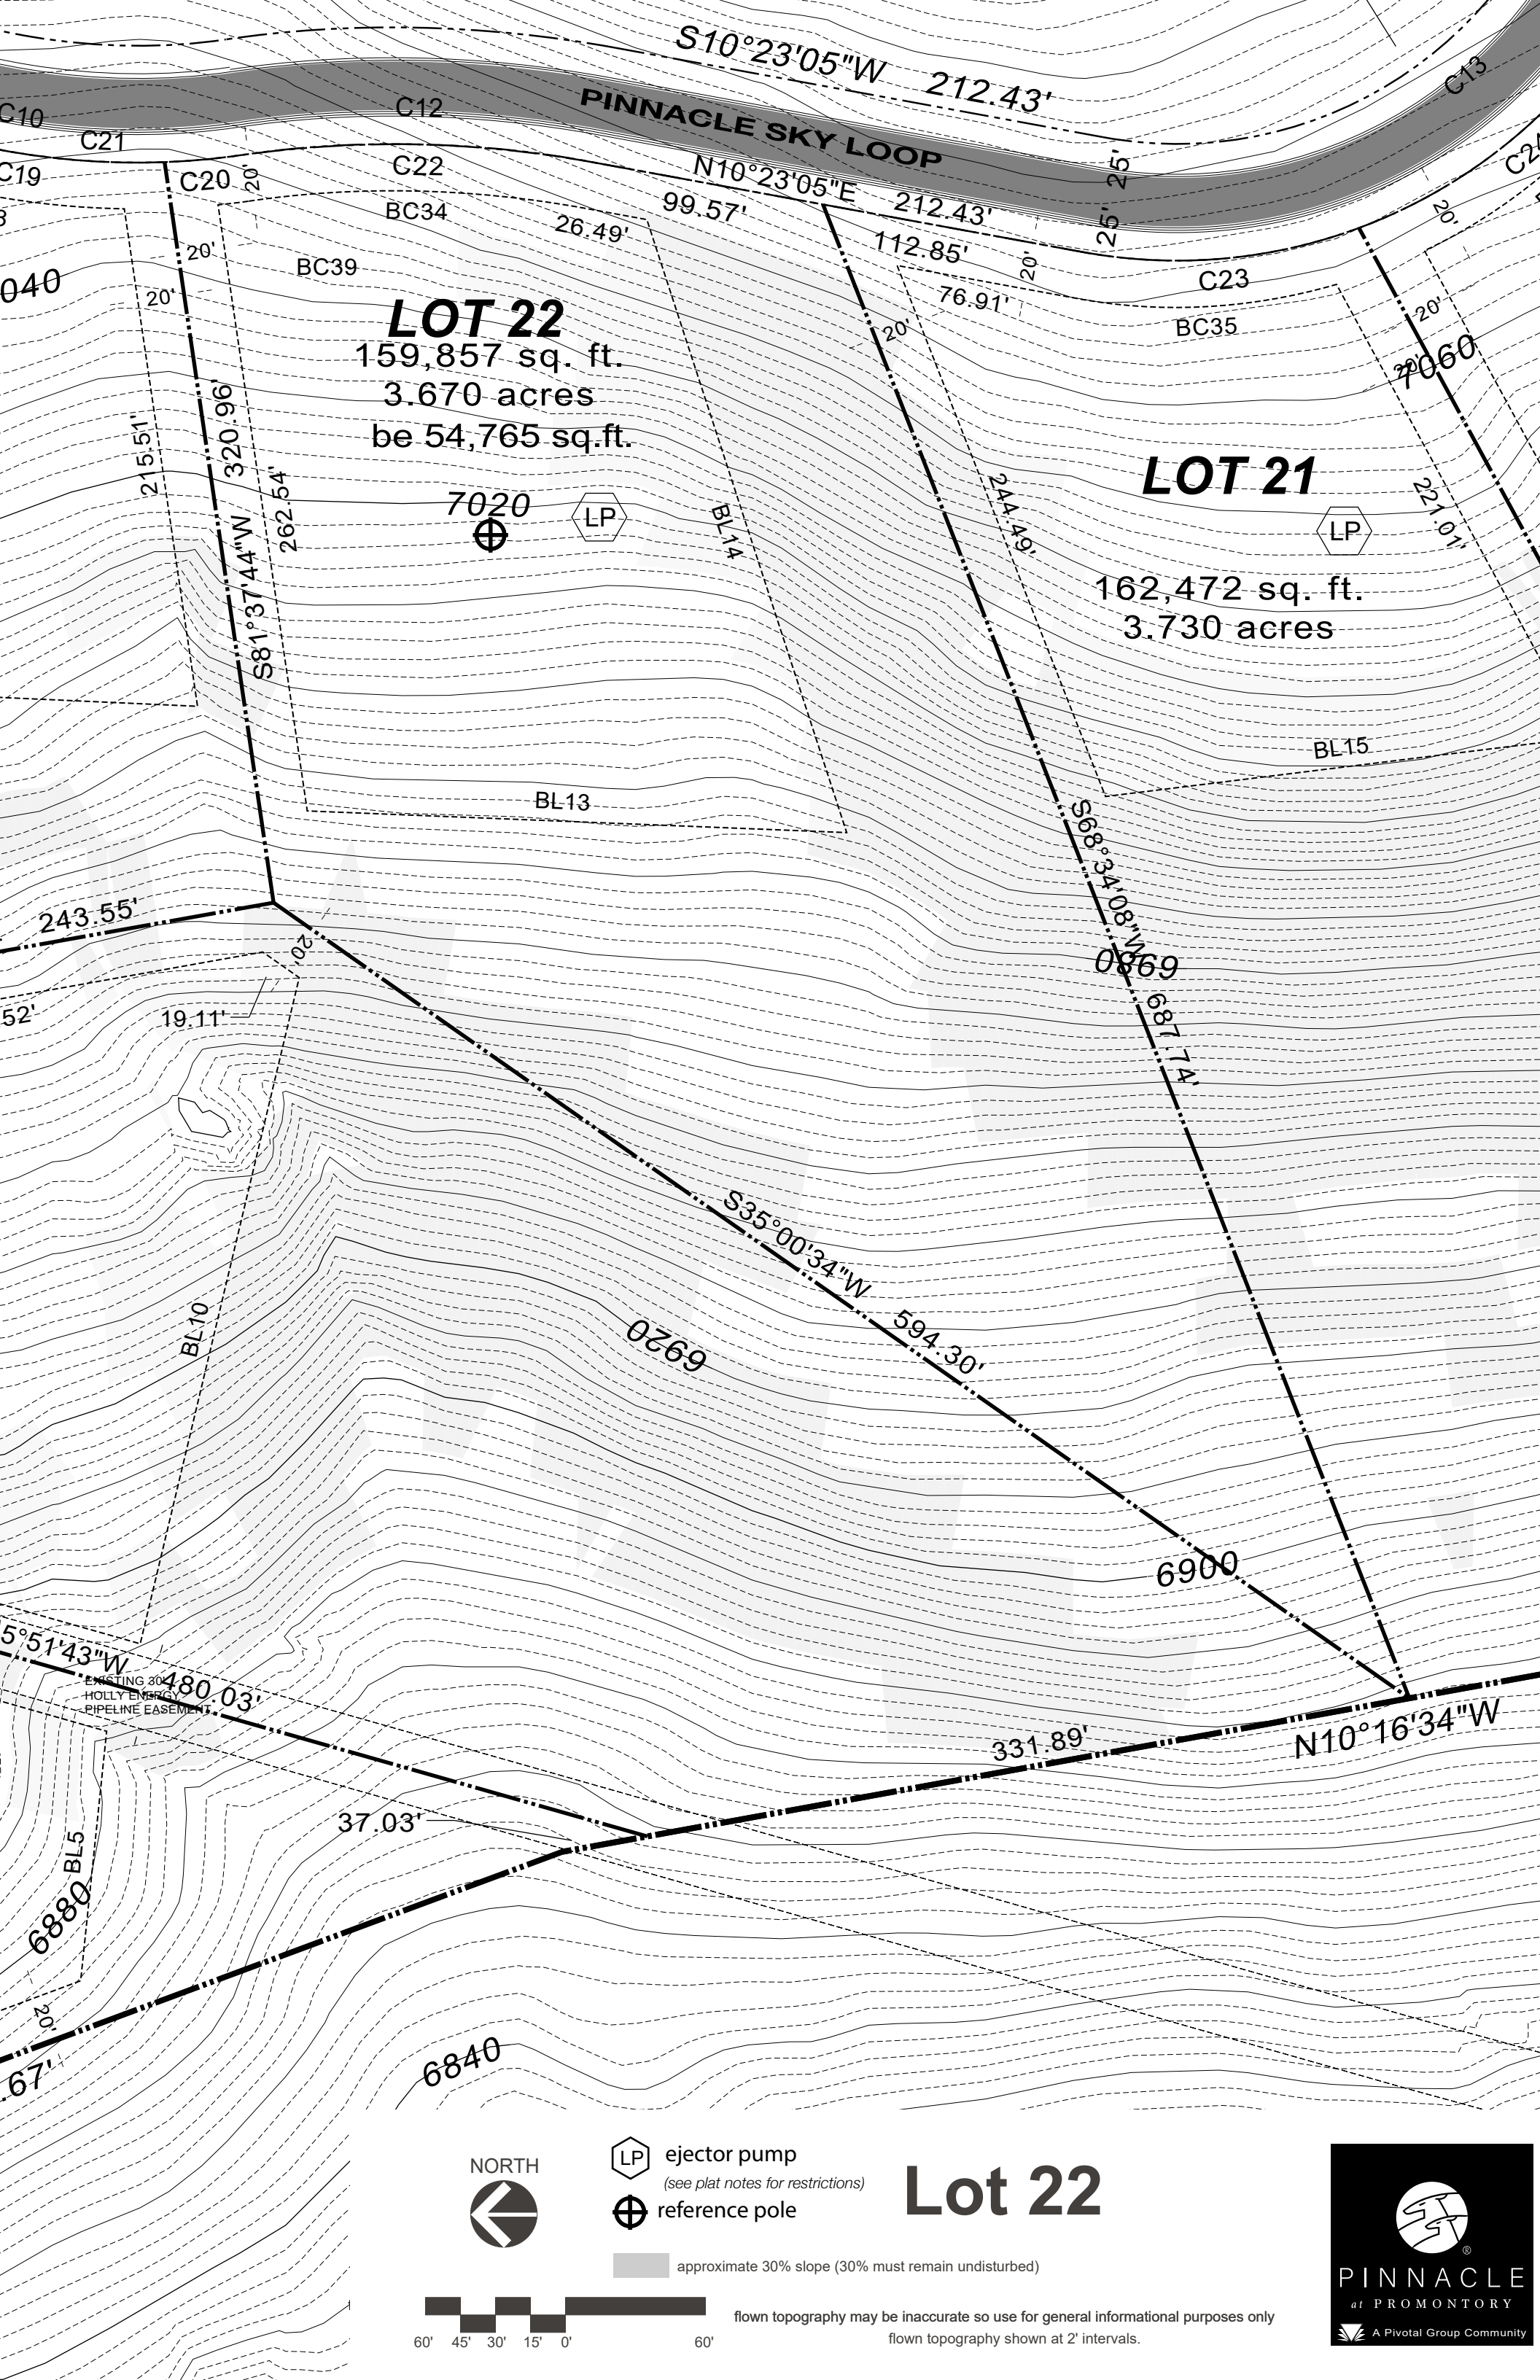 S10°23'05"W 212.43'
C13
C10
C12
PINNACLE SKY LOOP
C21
C19
C20
20'
C22
N10°23'05"E
25'
BC34
99.57'
212.43'
20'
26.49'
25'
20'
112.85'
20'
BC39
C23
040
20'
76.91'
20'
LOT 22
20'
BC35
159,857 sq. ft.
20'
7060
3.670 acres
320.96'
be 54,765 sq.ft.
215.51'
LOT 21
262.54'
7020
LP
BL14
244.49'
LP
221.01'
S81°37'44"W
162,472 sq. ft.
3.730 acres
BL15
BL13
S68°34'08"W
243.55'
20'
6980
52'
19.11'
687.74'
S35°00'34"W
BL10
6920
594.30'
6900
5°51'43"W
480.03'
EXISTING 30'
HOLLY ENERGY
PIPELINE EASEMENT
331.89'
N10°16'34"W
37.03'
BL5
6880
20'
.67'
6840
NORTH
LP ejector pump
(see plat notes for restrictions)
reference pole
Lot 22
approximate 30% slope (30% must remain undisturbed)
flown topography may be inaccurate so use for general informational purposes only
flown topography shown at 2' intervals.
60' 45' 30' 15' 0' 60'
®
PINNACLE
at PROMONTORY
A Pivotal Group Community